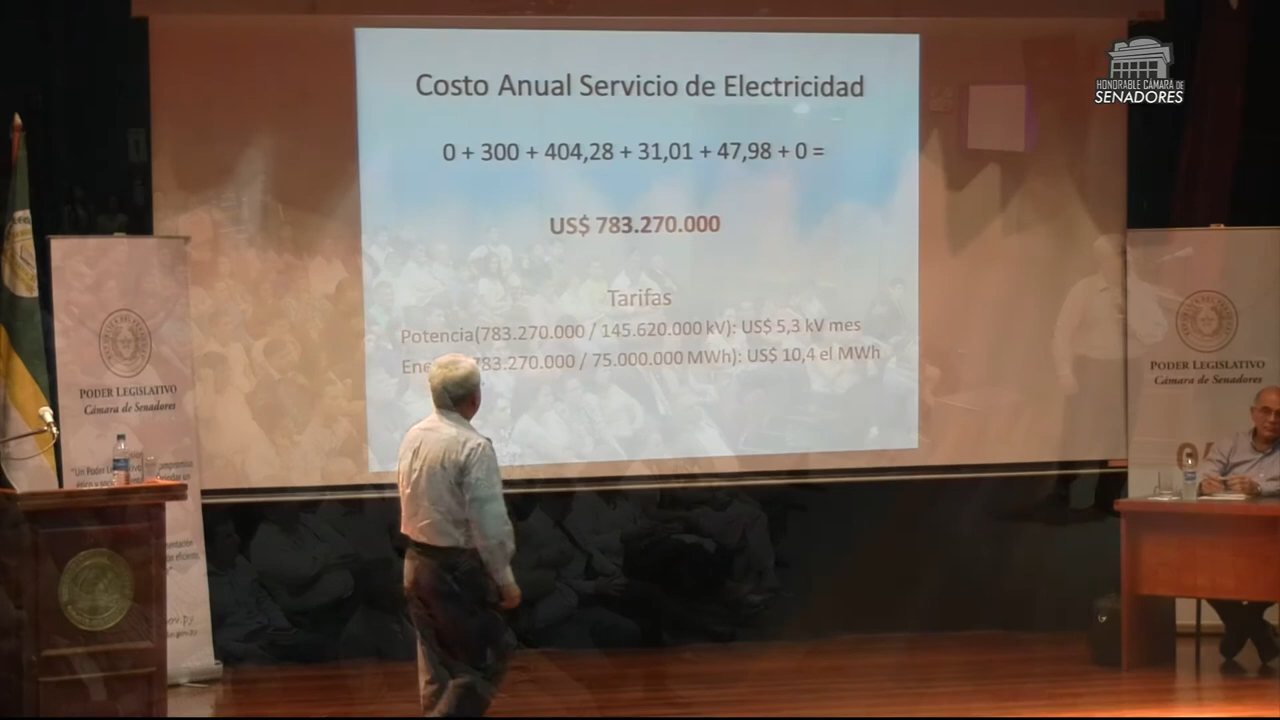 HONORABLE CÁMARA DE
SENADORES
Costo Anual Servicio de Electricidad
0 + 300 + 404,28 + 31,01 + 47,98 + 0 =
US$ 783.270.000
Tarifas
Potencia(783.270.000 / 145.620.000 kV): US$ 5,3 kV mes
783.270.000 / 75.000.000 MWh): US$ 10,4 el MWh
PODER LEGISLATIVO
Cámara de Senadores
"Un Poder
PODER LEGISLATIVO
Cámara de Senadores